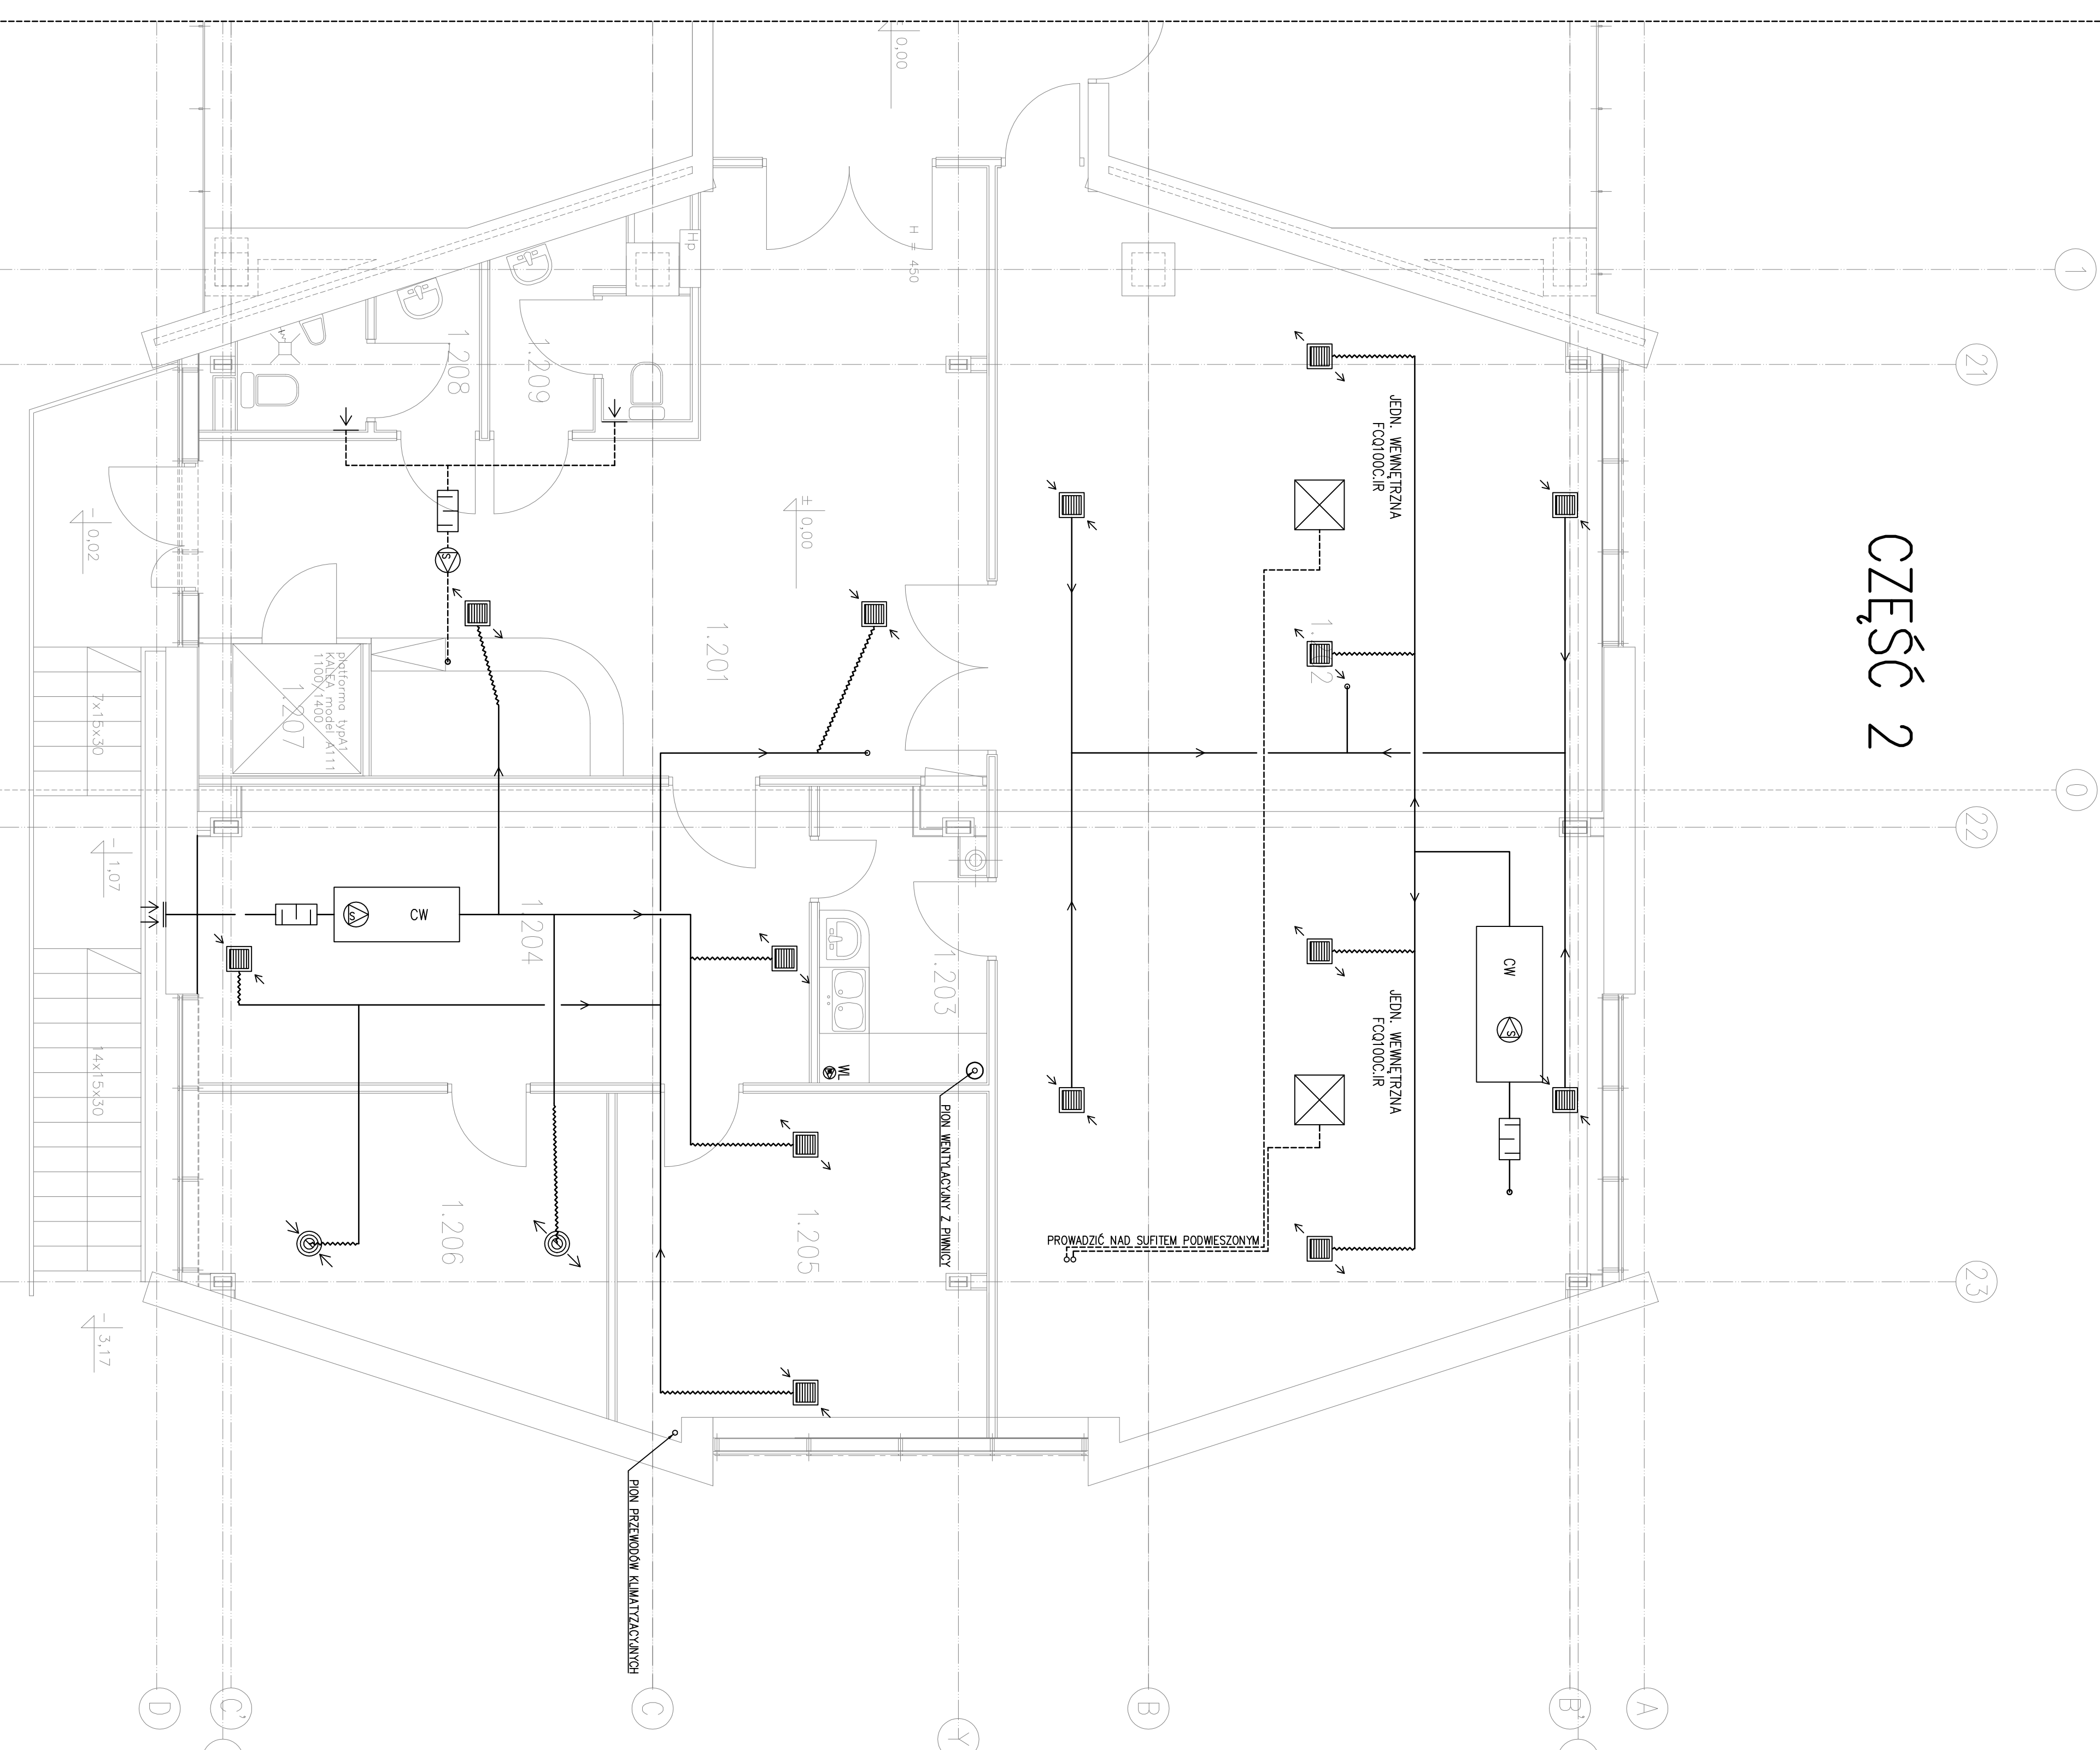 CZĘŚĆ 2
1
21
0
22
23
A
B'
B
Y
C
C'
D
± 0,00
H = 450
Hp
1.208
1.209
± 0,00
1.201
- 0,02
platforma typA1
KALEA model A111
1100/1400
1.207
7x15x30
- 1,07
14x15x30
- 3,17
JEDN. WEWNĘTRZNA
FCQ100C.IR
S
CW
S
1.204
1.203
CW
S
JEDN. WEWNĘTRZNA
FCQ100C.IR
WL
PION WENTYLACYJNY Z PIWNICY
1.206
1.205
PROWADZIĆ NAD SUFITEM PODWIESZONYM
PION PRZEWODÓW KLIMATYZACYJNYCH